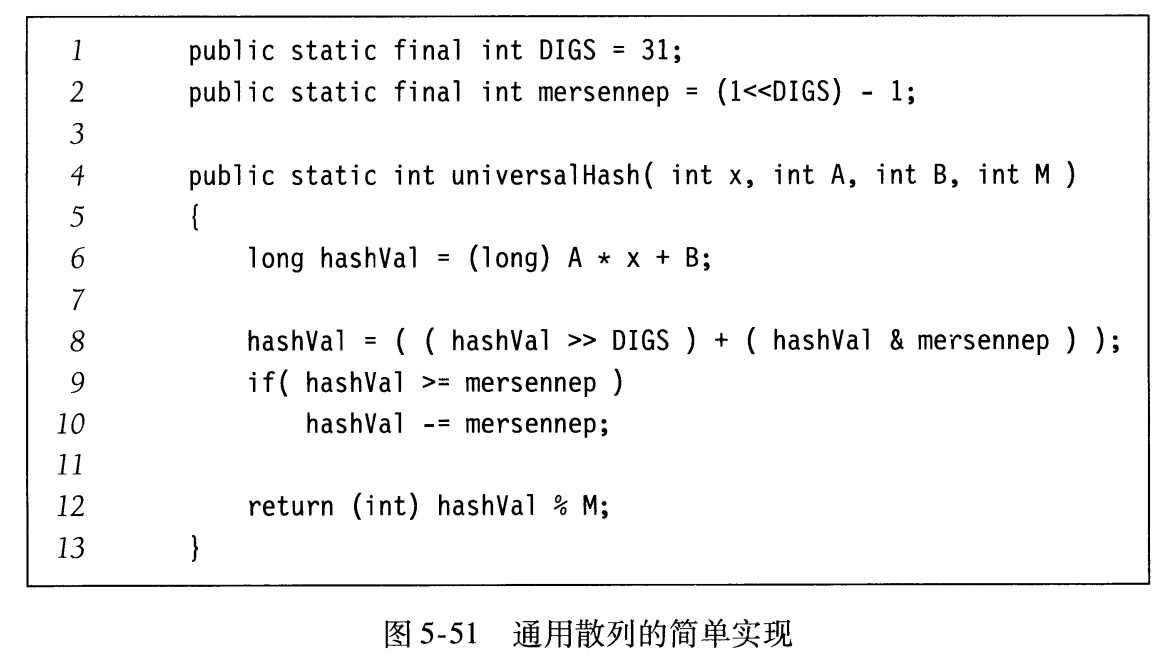 1 public static final int DIGS = 31;
2 public static final int mersennep = (1<<DIGS) - 1;
3
4 public static int universalHash( int x, int A, int B, int M )
5 {
6 long hashVal = (long) A * x + B;
7
8 hashVal = ( ( hashVal >> DIGS ) + ( hashVal & mersennep ) );
9 if( hashVal >= mersennep )
10 hashVal -= mersennep;
11
12 return (int) hashVal % M;
13 }
图 5-51 通用散列的简单实现